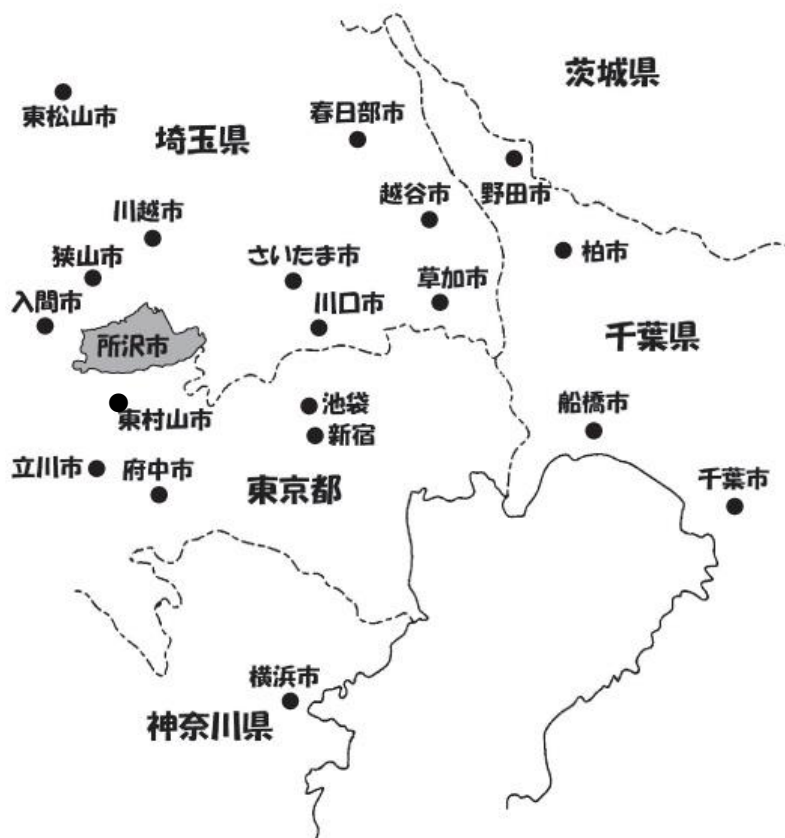 茨城県
東松山市
春日部市
埼玉県
野田市
越谷市
川越市
柏市
狭山市
さいたま市
草加市
入間市
川口市
所沢市
千葉県
池袋
船橋市
東村山市
新宿
立川市
府中市
東京都
千葉市
横浜市
神奈川県